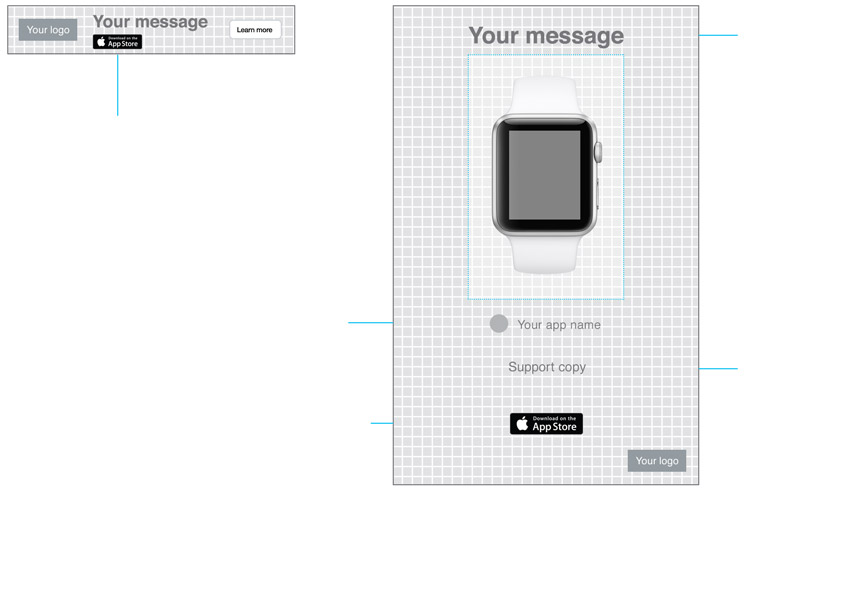 Your logo
Your message
Download on the
App Store
Learn more
Your message
Your app name
Support copy
Download on the
App Store
Your logo